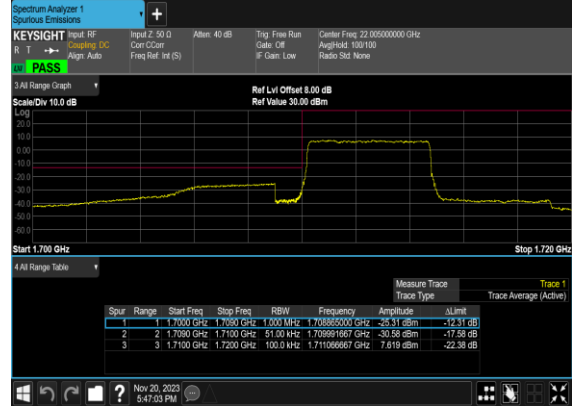 Spectrum Analyzer 1
Spurious Emissions
KEYSIGHT Input: RF Input Z: 50 Ω Atten: 40 dB Trig: Free Run Center Freq: 22.005000000 GHz
R T Coupling: DC Corr CCorr Gate: Off Avg|Hold: 100/100
Align: Auto Freq Ref: Int (S) IF Gain: Low Radio Std: None
PASS
3 All Range Graph
Ref Lvl Offset 8.00 dB
Scale/Div 10.0 dB Ref Value 30.00 dBm
Log
20.0
10.0
0.00
-10.0
-20.0
-30.0
-40.0
-50.0
-60.0
Start 1.700 GHz Stop 1.720 GHz
4 All Range Table
Measure Trace Trace 1
Trace Type Trace Average (Active)
Spur Range Start Freq Stop Freq RBW Frequency Amplitude ΔLimit
1 1 1.7000 GHz 1.7090 GHz 1.000 MHz 1.708865000 GHz -25.31 dBm -12.31 dB
2 2 1.7090 GHz 1.7100 GHz 51.00 kHz 1.709991667 GHz -30.58 dBm -17.58 dB
3 3 1.7100 GHz 1.7200 GHz 100.0 kHz 1.711066667 GHz 7.619 dBm -22.38 dB
Nov 20, 2023
5:47:03 PM